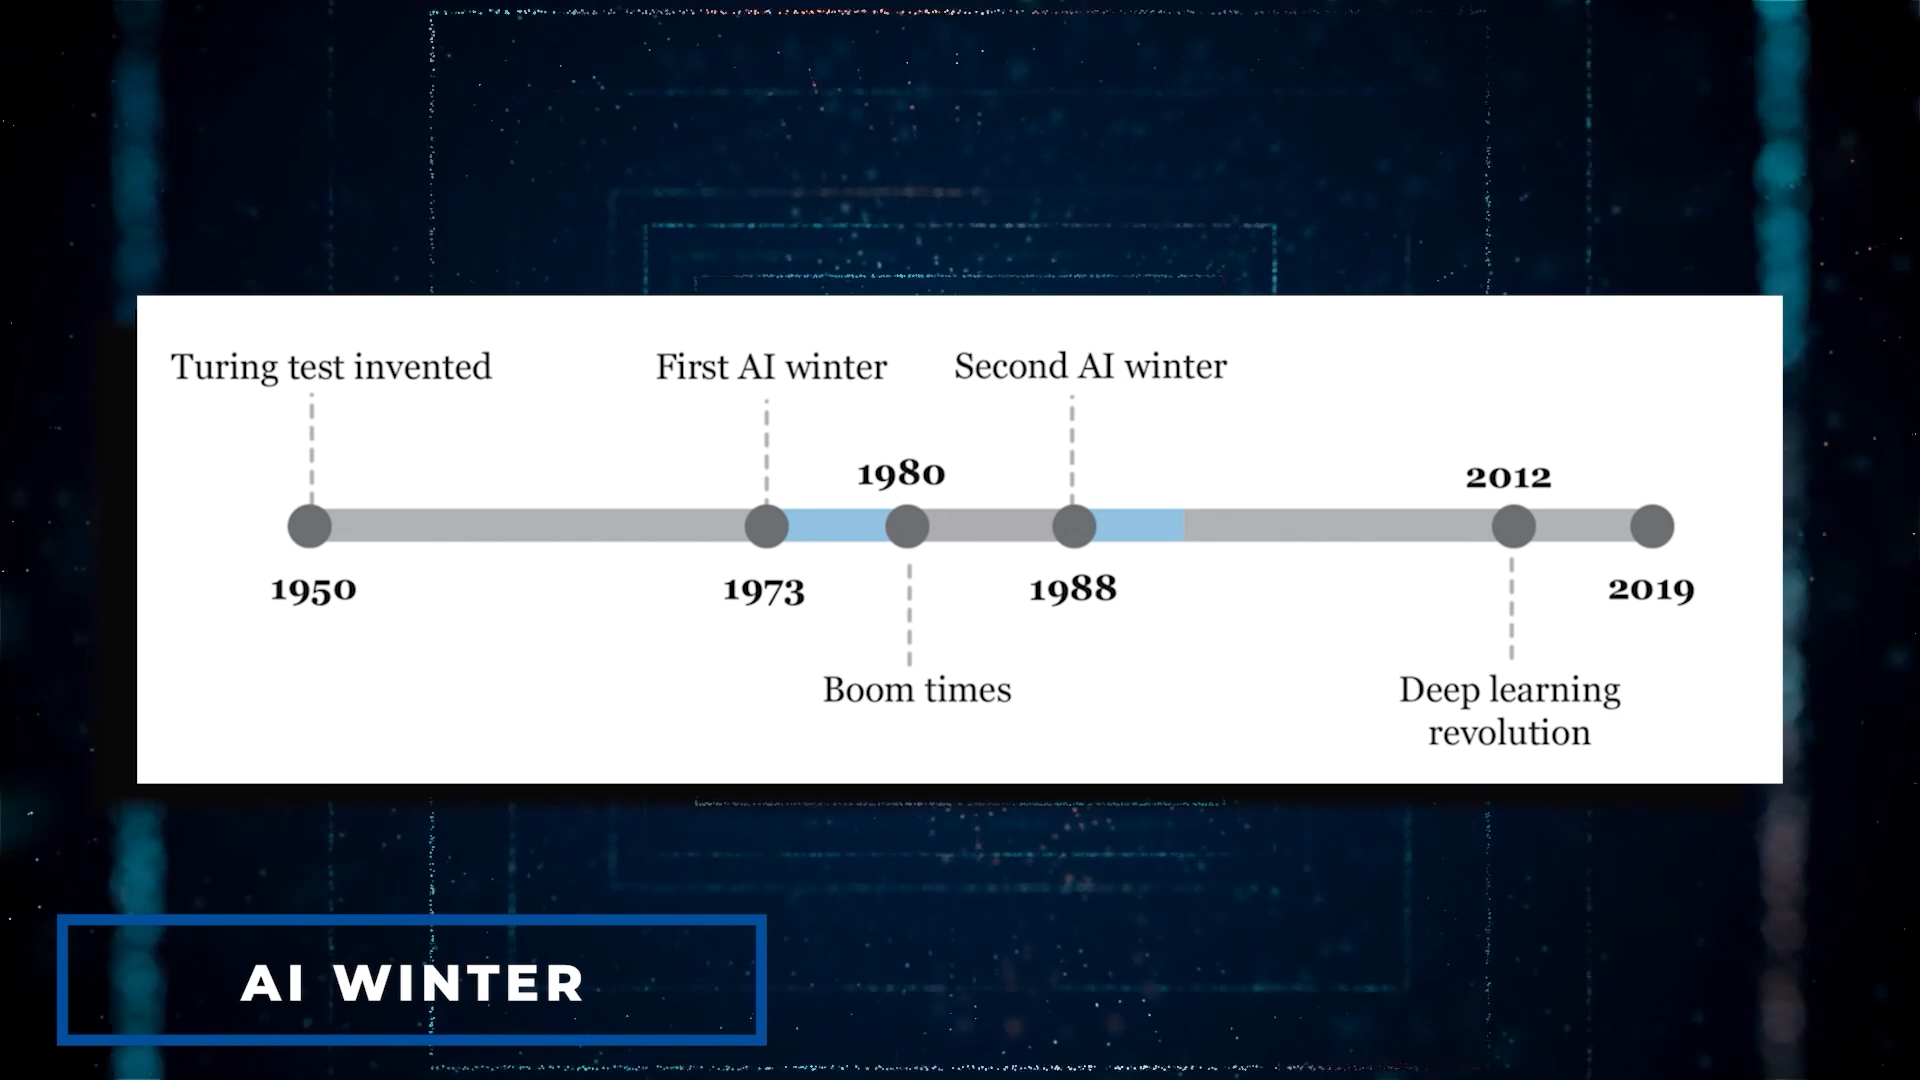 Turing test invented
First AI winter
Second AI winter
1980
2012
1950
1973
1988
2019
Boom times
Deep learning
revolution
AI WINTER